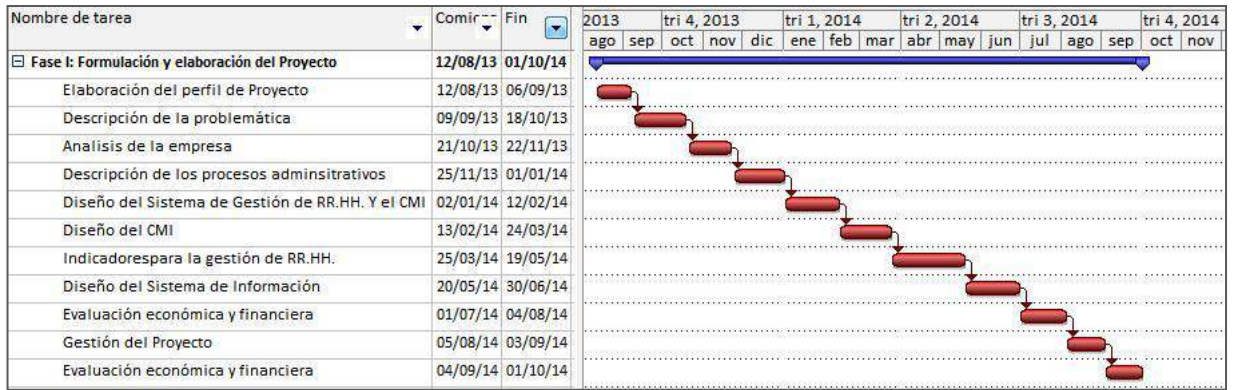 Nombre de tarea Comienz Fin 2013 tri 4, 2013 tri 1, 2014 tri 2, 2014 tri 3, 2014 tri 4, 2014
ago sep oct nov dic ene feb mar abr may jun jul ago sep oct nov
Fase I: Formulación y elaboración del Proyecto 12/08/13 01/10/14
Elaboración del perfil de Proyecto 12/08/13 06/09/13
Descripción de la problemática 09/09/13 18/10/13
Analisis de la empresa 21/10/13 22/11/13
Descripción de los procesos adminsitrativos 25/11/13 01/01/14
Diseño del Sistema de Gestión de RR.HH. Y el CMI 02/01/14 12/02/14
Diseño del CMI 13/02/14 24/03/14
Indicadorespara la gestión de RR.HH. 25/03/14 19/05/14
Diseño del Sistema de Información 20/05/14 30/06/14
Evaluación económica y financiera 01/07/14 04/08/14
Gestión del Proyecto 05/08/14 03/09/14
Evaluación económica y financiera 04/09/14 01/10/14